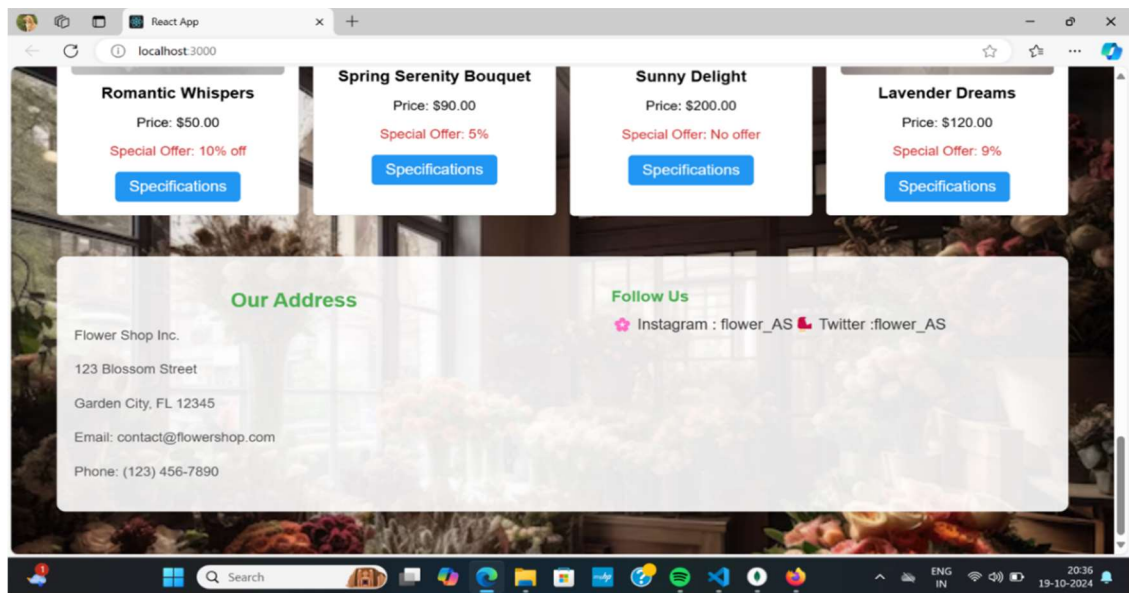 React App
localhost:3000
Romantic Whispers
Price: $50.00
Special Offer: 10% off
Specifications
Spring Serenity Bouquet
Price: $90.00
Special Offer: 5%
Specifications
Sunny Delight
Price: $200.00
Special Offer: No offer
Specifications
Lavender Dreams
Price: $120.00
Special Offer: 9%
Specifications
Our Address
Flower Shop Inc.
123 Blossom Street
Garden City, FL 12345
Email: contact@flowershop.com
Phone: (123) 456-7890
Follow Us
Instagram : flower_AS Twitter :flower_AS
1
Search
ENG
IN
20:36
19-10-2024